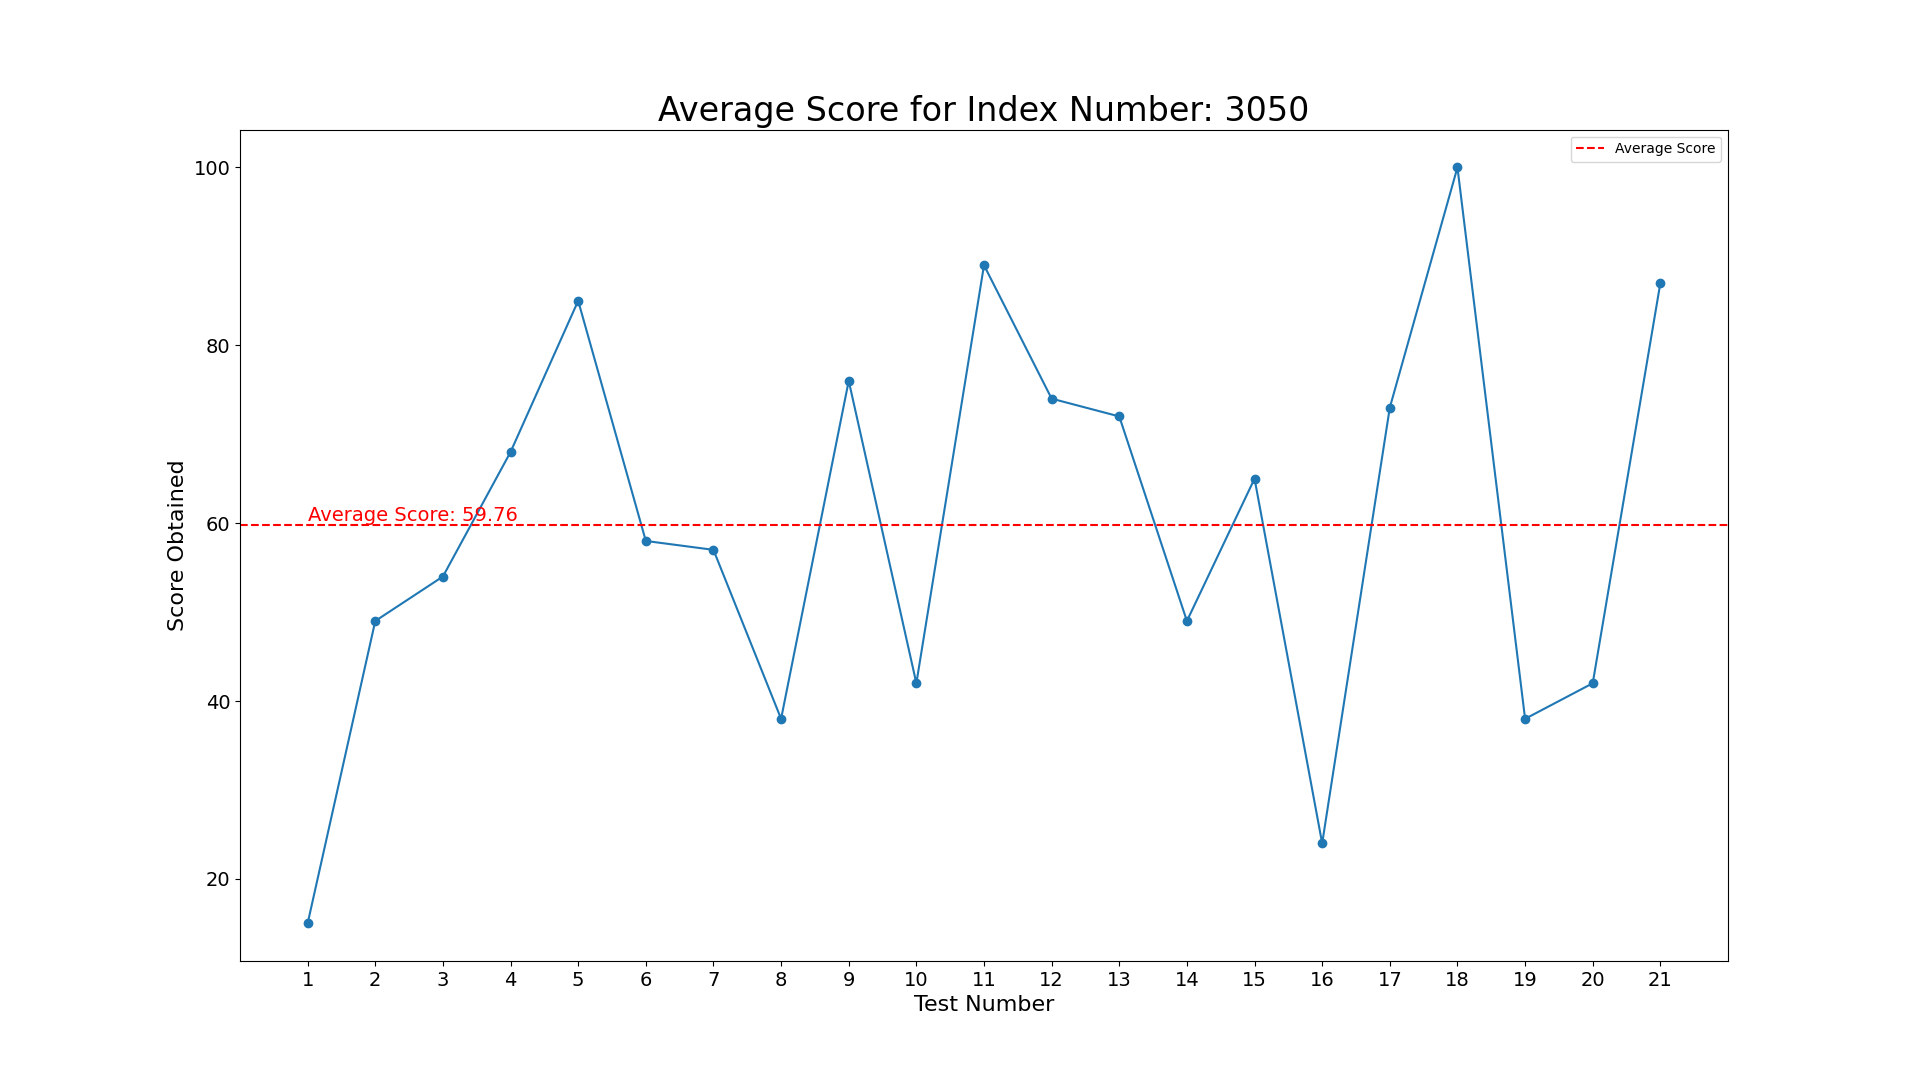 Average Score for Index Number: 3050
Average Score
100
80
60
40
20
Score Obtained
Average Score: 59.76
1 2 3 4 5 6 7 8 9 10 11 12 13 14 15 16 17 18 19 20 21
Test Number